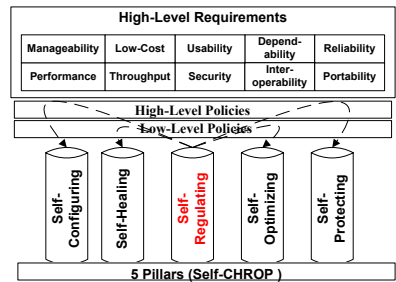 High-Level Requirements
Manageability
Low-Cost
Usability
Depend-
ability
Reliability
Performance
Throughput
Security
Inter-
operability
Portability
High-Level Policies
Low-Level Policies
Self-
Configuring
Self-Healing
Self-
Regulating
Self-
Optimizing
Self-
Protecting
5 Pillars (Self-CHROP )